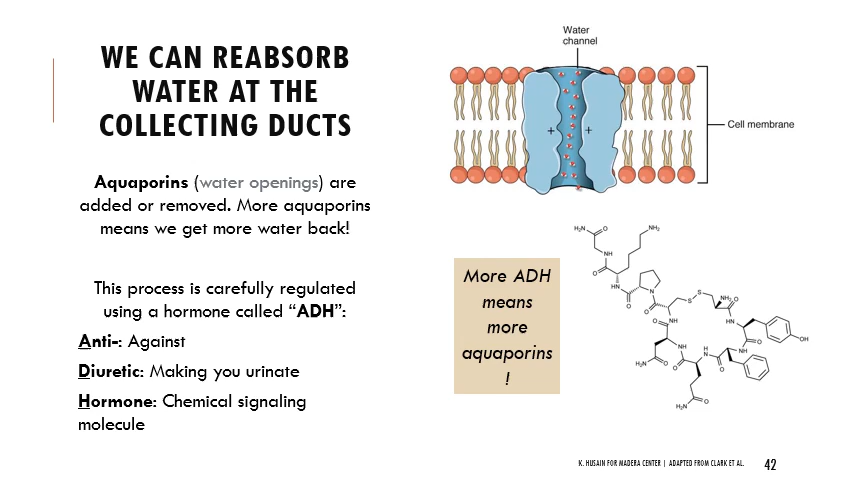 WE CAN REABSORB
WATER AT THE
COLLECTING DUCTS
Aquaporins (water openings) are
added or removed. More aquaporins
means we get more water back!
This process is carefully regulated
using a hormone called “ADH”:
Anti-: Against
Diuretic: Making you urinate
Hormone: Chemical signaling
molecule
Water
channel
+ +
Cell membrane
More ADH
means
more
aquaporins
!
H₂N O NH₂
NH
O
HN
O
N
O
S S
NH₂
O
HN
OH
O
NH
O
NH
H₂N O
NH
O
H
N
O
H₂N O
K. HUSAIN FOR MADERA CENTER | ADAPTED FROM CLARK ET AL.
42